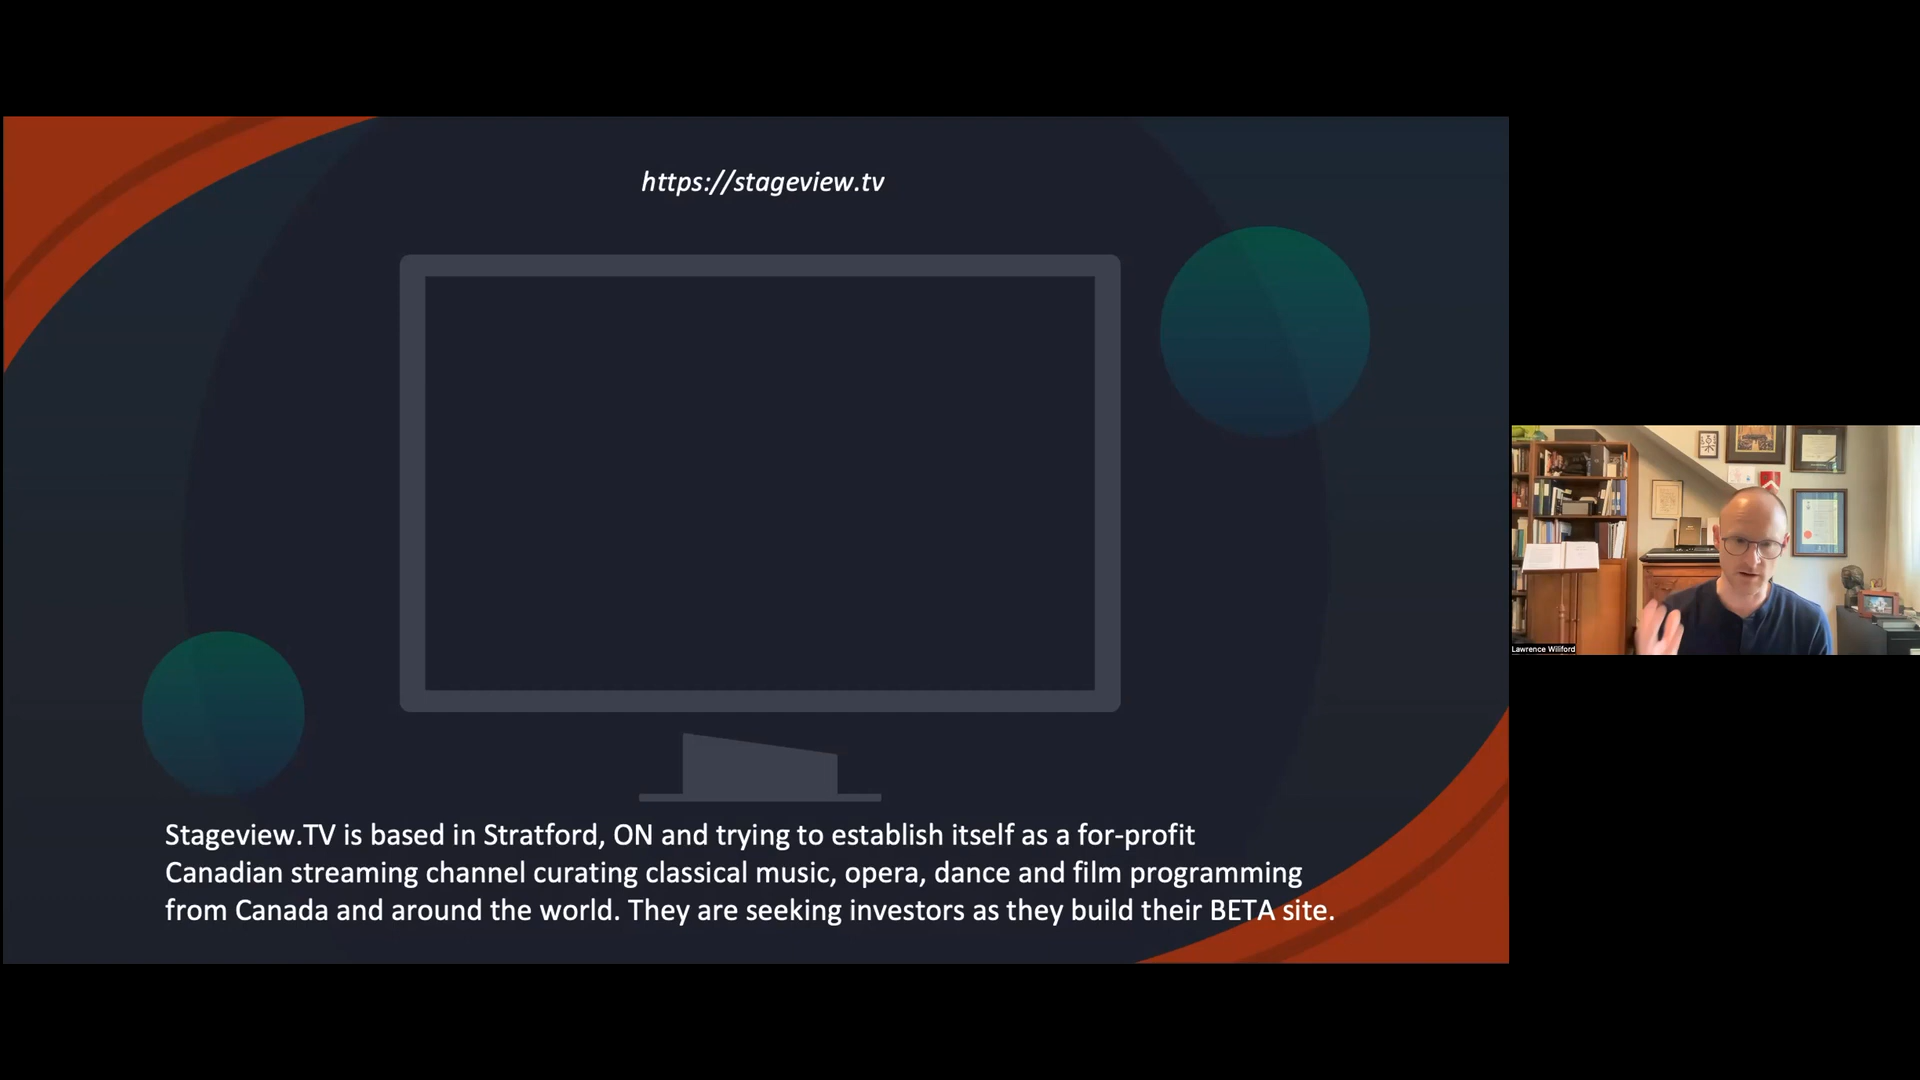 https://stageview.tv
Stageview.TV is based in Stratford, ON and trying to establish itself as a for-profit
Canadian streaming channel curating classical music, opera, dance and film programming
from Canada and around the world. They are seeking investors as they build their BETA site.
Lawrence Wiliford